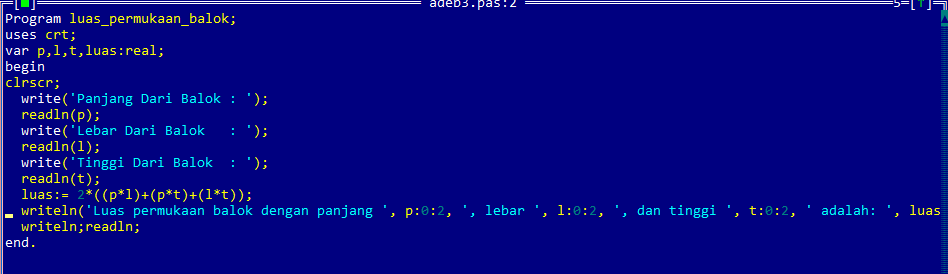 [■] adeb3.pas:2 5=[↑]
Program luas_permukaan_balok;
uses crt;
var p,l,t,luas:real;
begin
clrscr;
write('Panjang Dari Balok : ');
readln(p);
write('Lebar Dari Balok   : ');
readln(l);
write('Tinggi Dari Balok  : ');
readln(t);
luas:= 2*((p*l)+(p*t)+(l*t));
writeln('Luas permukaan balok dengan panjang ', p:0:2, ', lebar ', l:0:2, ', dan tinggi ', t:0:2, ' adalah: ', luas
writeln;readln;
end.